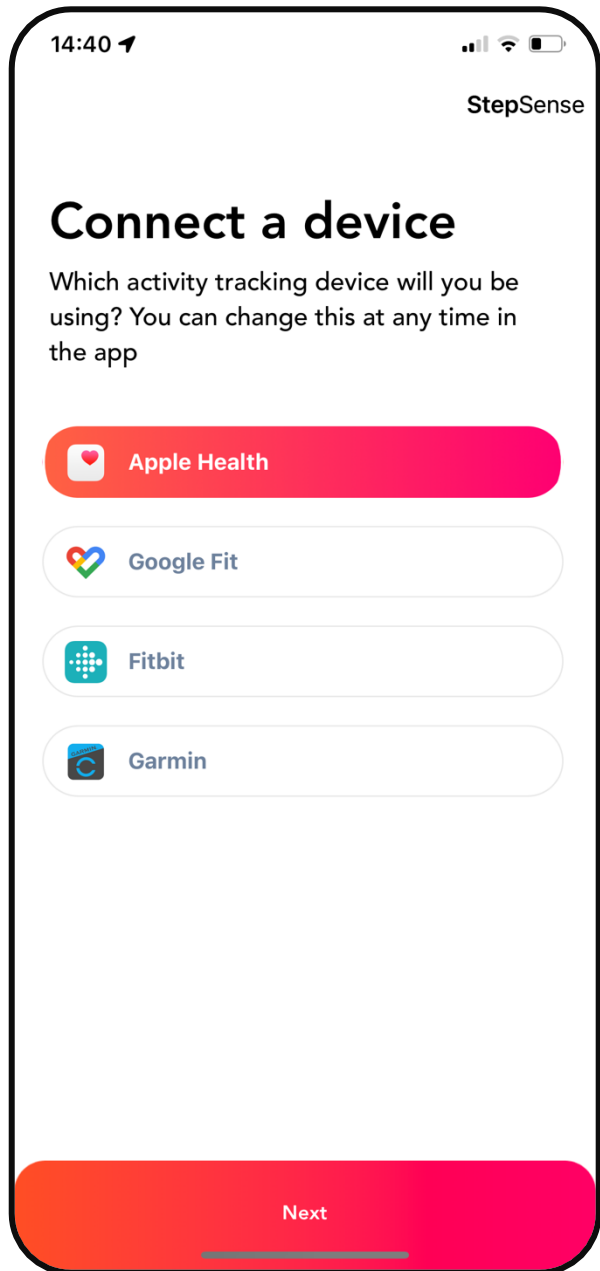 14:40
StepSense
Connect a device
Which activity tracking device will you be
using? You can change this at any time in
the app
Apple Health
Google Fit
Fitbit
GARMIN
Garmin
Next